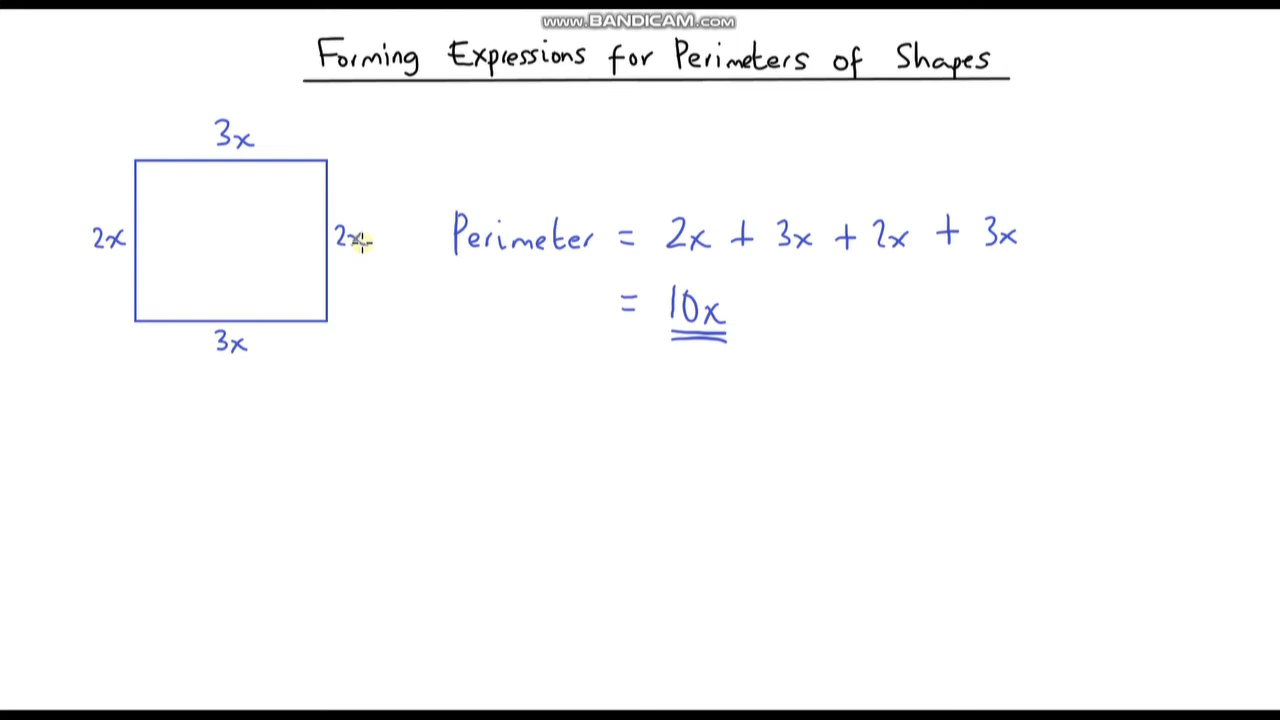 www.BANDICAM.com
Forming Expressions for Perimeters of Shapes
3x
2x
2x
Perimeter = 2x + 3x + 2x + 3x
= 10x
3x